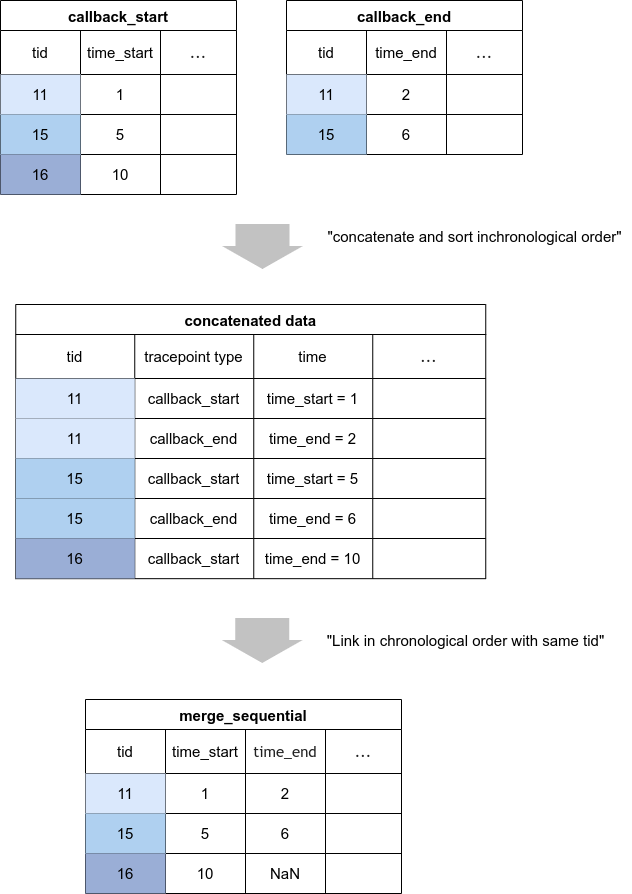 callback_start
tid time_start ...
11 1
15 5
16 10
callback_end
tid time_end ...
11 2
15 6
"concatenate and sort inchronological order"
concatenated data
tid tracepoint type time ...
11 callback_start time_start = 1
11 callback_end time_end = 2
15 callback_start time_start = 5
15 callback_end time_end = 6
16 callback_start time_end = 10
"Link in chronological order with same tid"
merge_sequential
tid time_start time_end ...
11 1 2
15 5 6
16 10 NaN